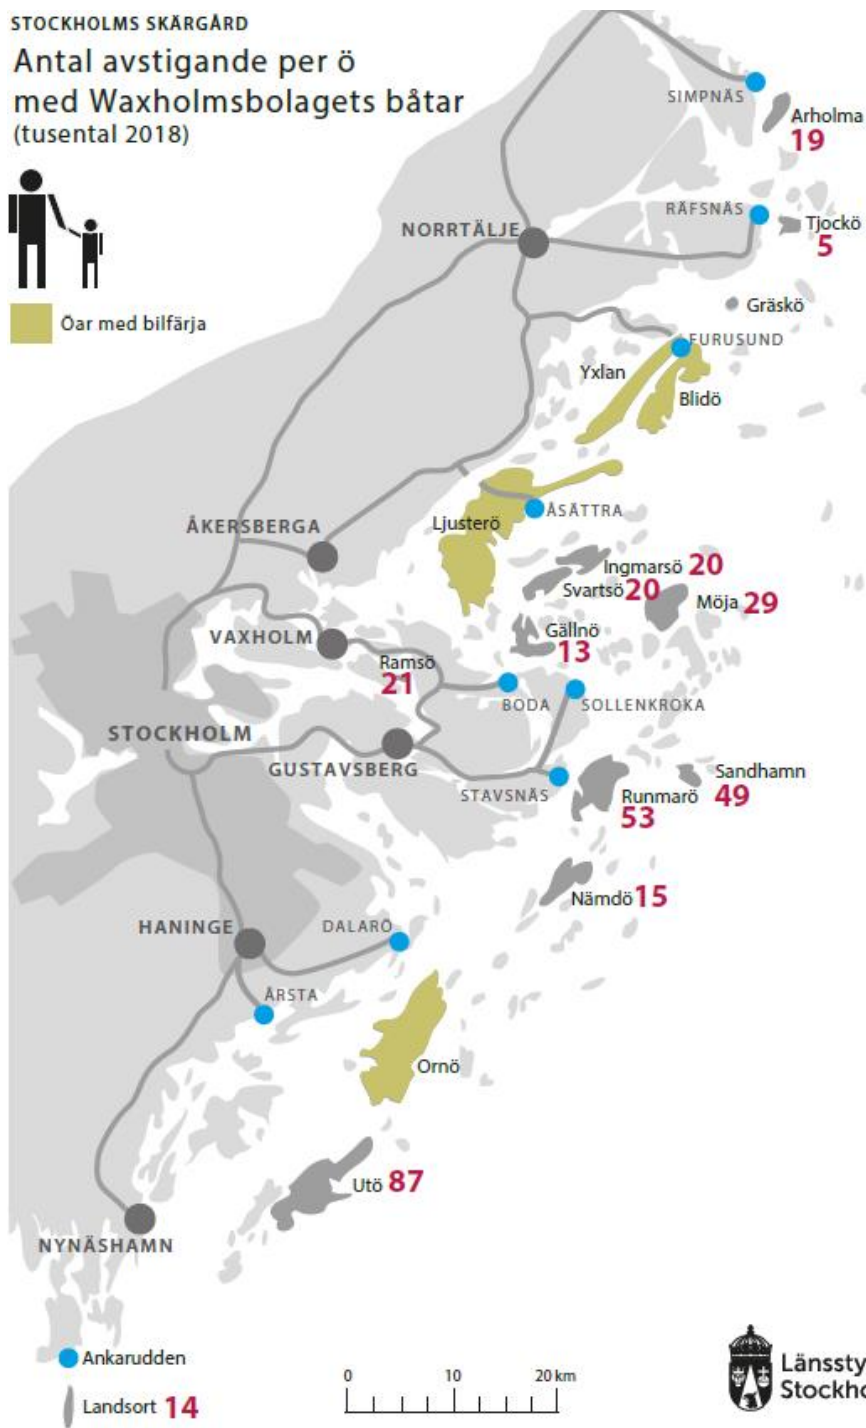 STOCKHOLMS SKÄRGÅRD
Antal avstigande per ö
med Waxholmsbolagets båtar
(tusental 2018)
SIMPNÄS
Arholma
19
RÄFSNÄS
Tjockö
5
NORRTÄLJE
Gräskö
Öar med bilfärja
FURUSUND
Yxlan
Blidö
Ljusterö
ÅSÄTTRA
ÅKERSBERGA
Ingmarsö 20
Svartsö 20
Möja 29
Gällnö
13
VAXHOLM
Ramsö
21
BODA
SOLLENKROKA
STOCKHOLM
GUSTAVSBERG
STAVSNÄS
Sandhamn
49
Runmarö
53
Nämdö 15
HANINGE
DALARÖ
ÅRSTA
Ornö
Utö 87
NYNÄSHAMN
Ankarudden
Landsort 14
0 10 20 km
Länssty
Stockho